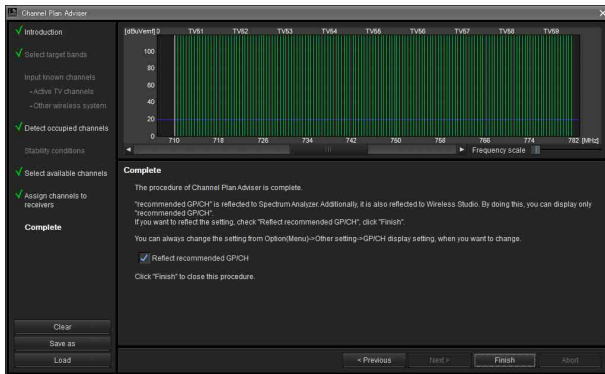 Channel Plan Adviser
Introduction
Select target bands
Input known channels
-Active TV channels
-Other wireless system
Detect occupied channels
Stability conditions
Select available channels
Assign channels to
receivers
Complete
Clear
Save as
Load
[dBuVemf] TV51 TV52 TV53 TV54 TV55 TV56 TV57 TV58 TV59
100
80
60
40
20
0
710 718 726 734 742 750 758 766 774 782 [MHz]
Frequency scale
Complete
The procedure of Channel Plan Adviser is complete.
"recommended GP/CH" is reflected to Spectrum Analyzer. Additionally, it is also reflected to Wireless Studio. By doing this, you can display only
"recommended GP/CH".
If you want to reflect the setting, check "Reflect recommended GP/CH", click "Finish".
You can always change the setting from Option(Menu)->Other setting->GP/CH display setting, when you want to change.
Reflect recommended GP/CH
Click "Finish" to close this procedure.
< Previous Next > Finish Abort